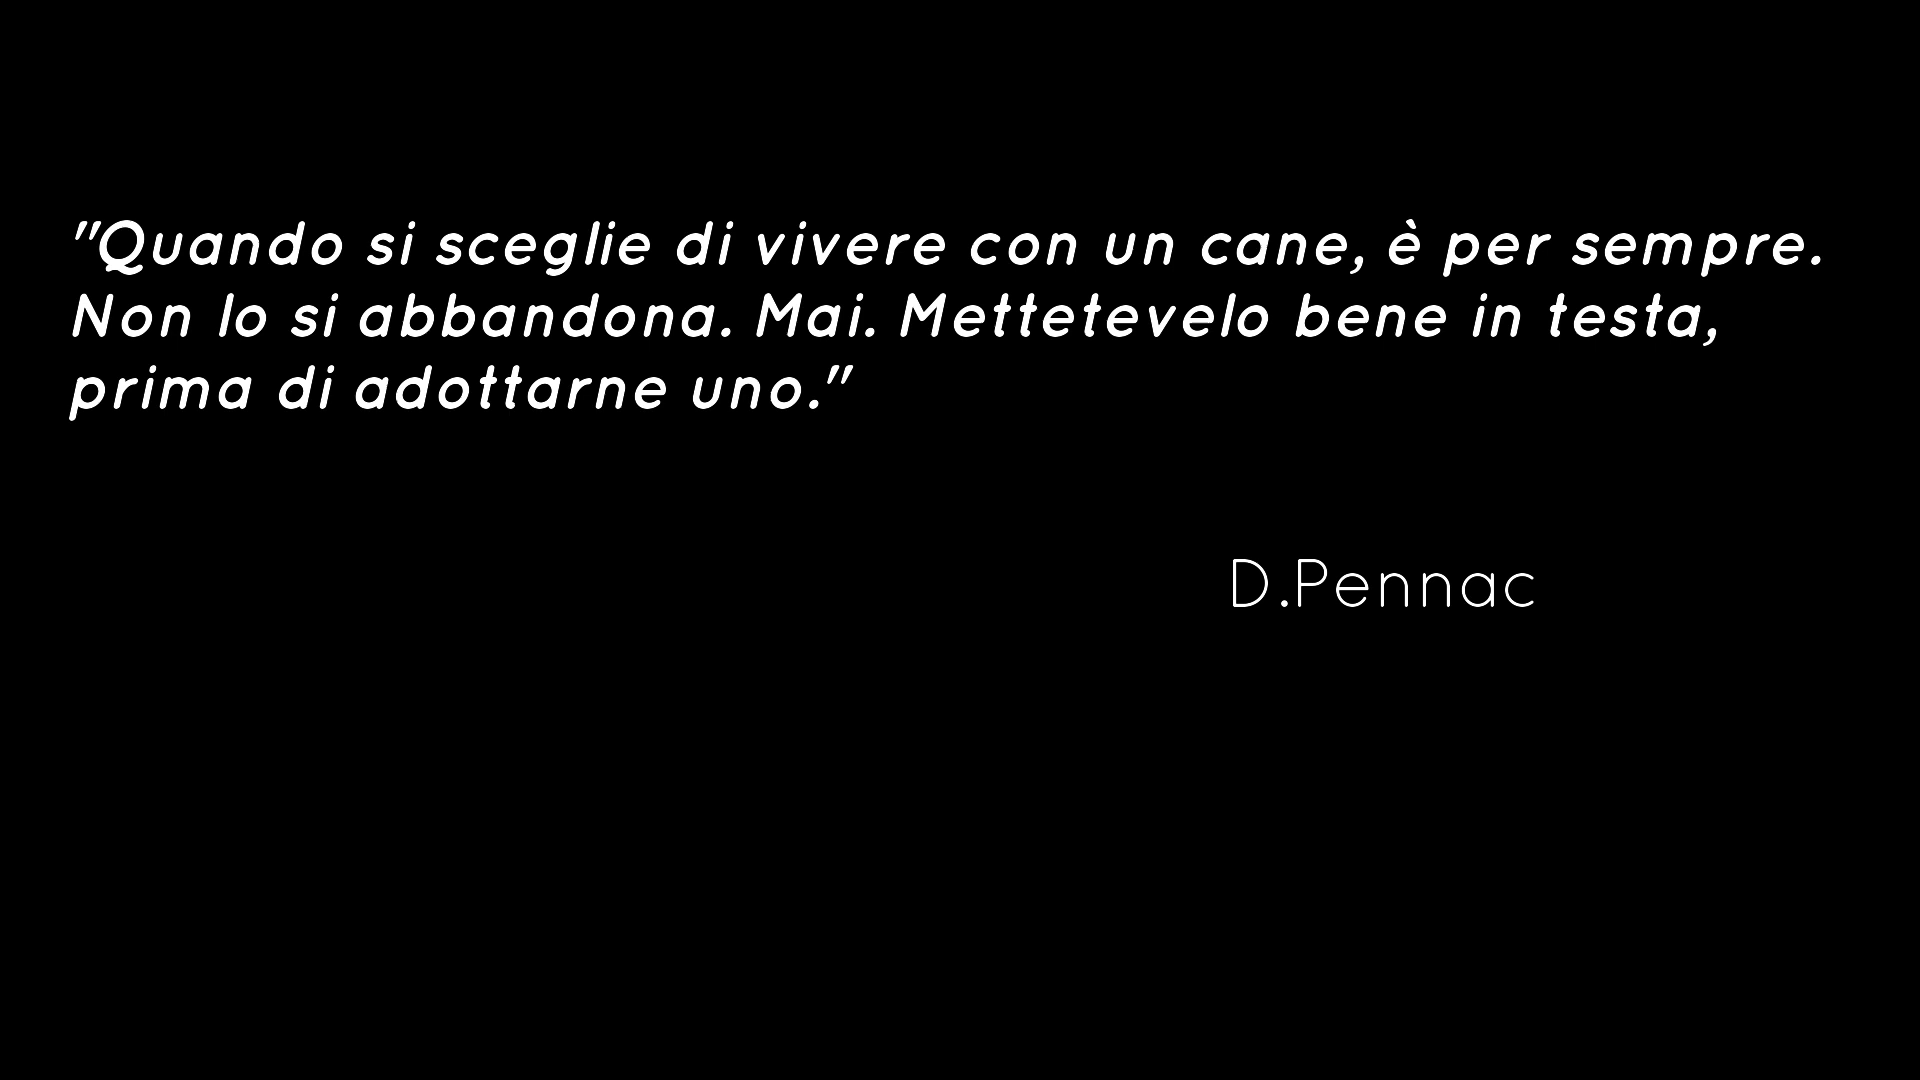 "Quando si sceglie di vivere con un cane, è per sempre.
Non lo si abbandona. Mai. Mettetevelo bene in testa,
prima di adottarne uno."
D.Pennac